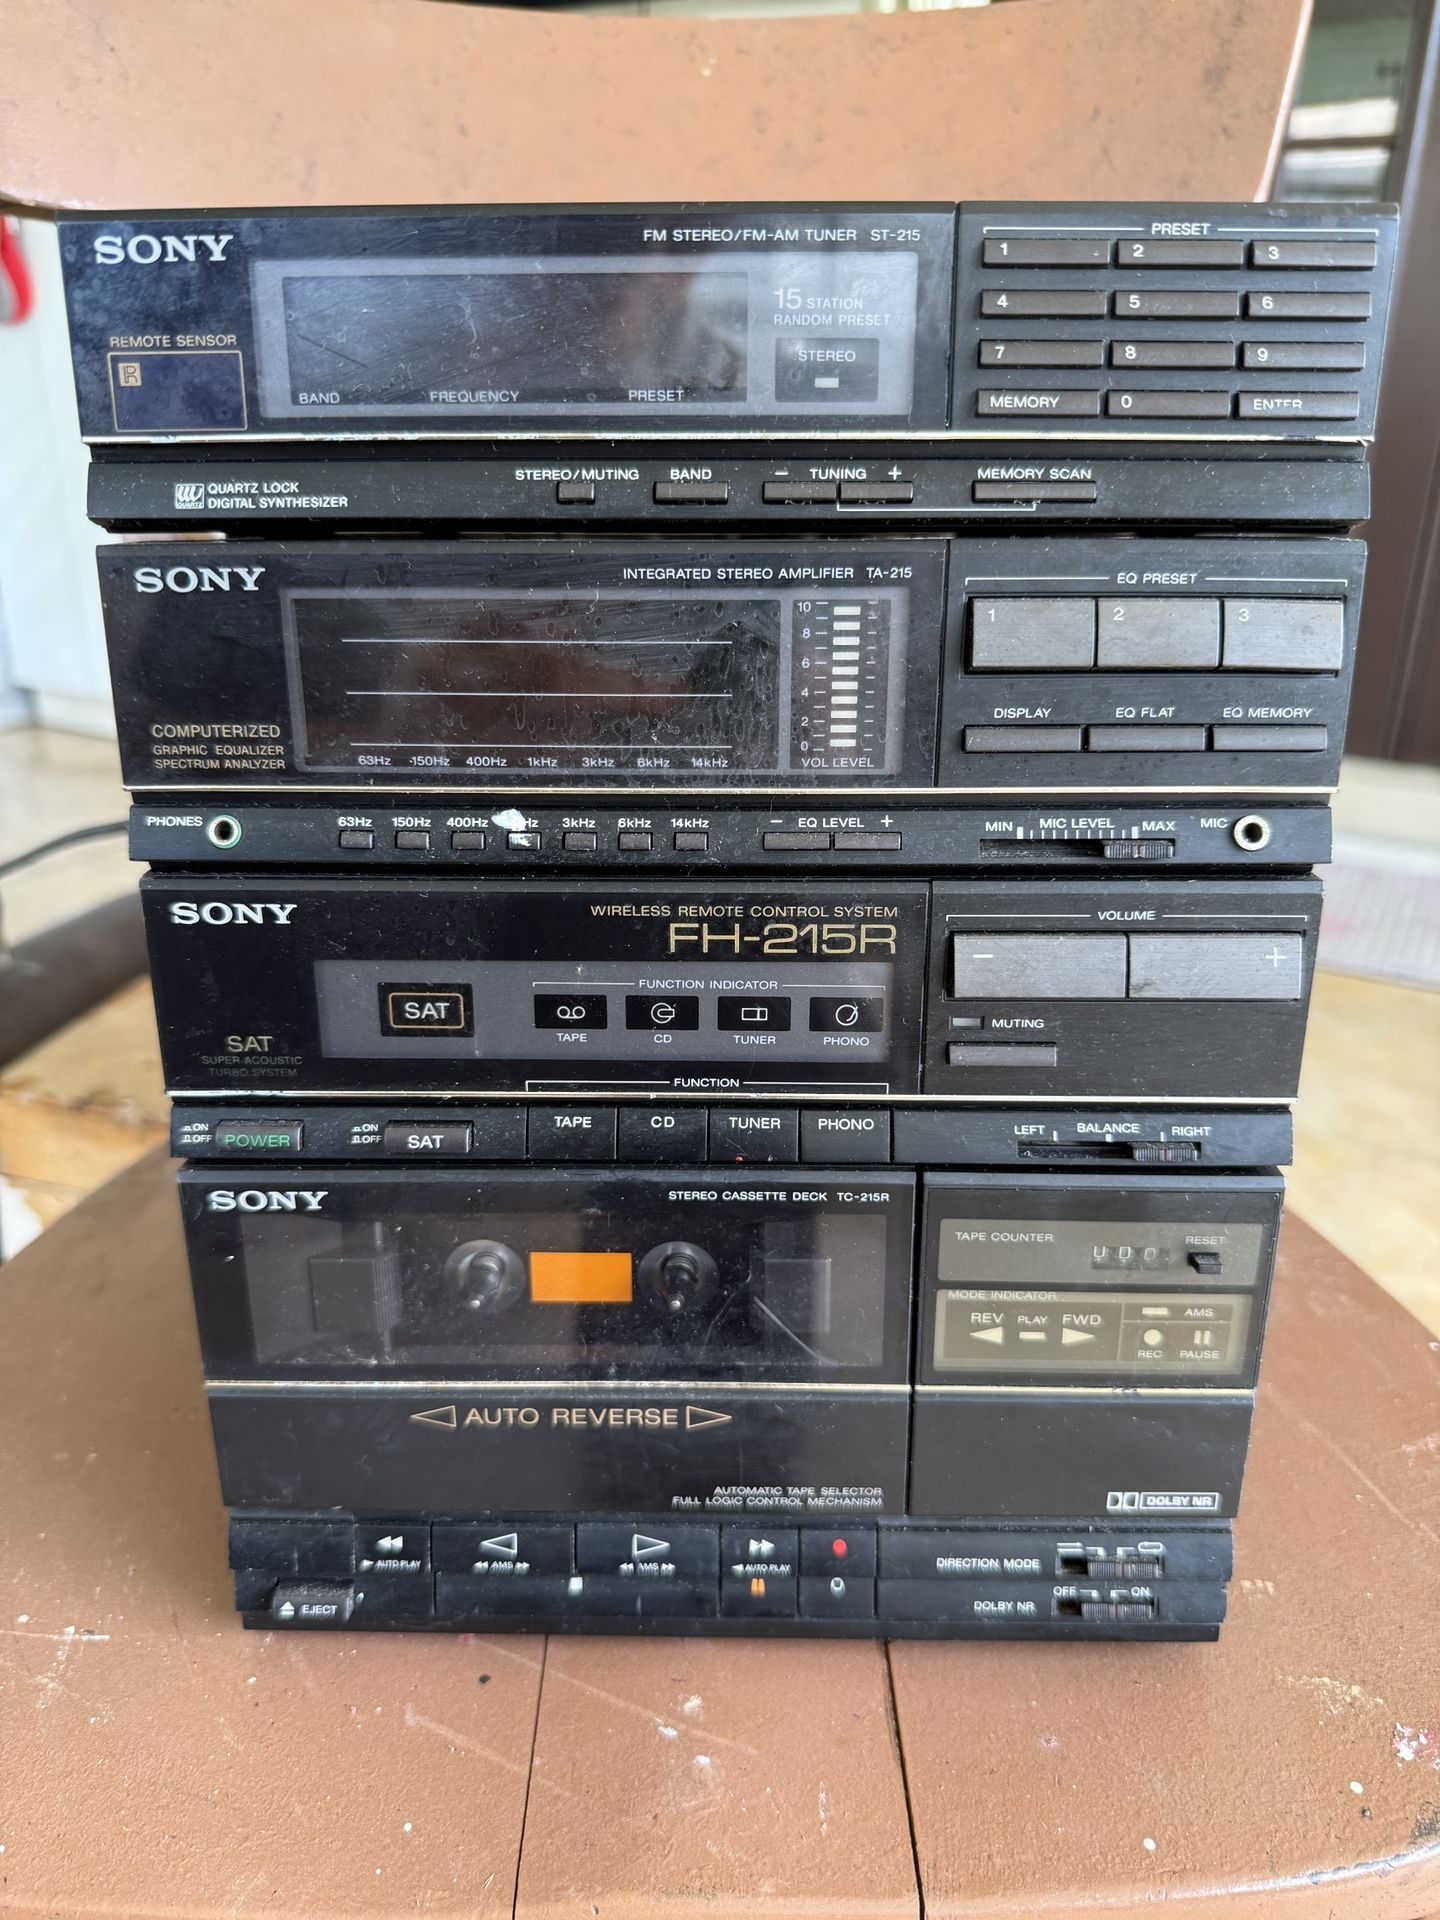 SONY
FM STEREO/FM-AM TUNER ST-215
PRESET
1 2 3
15 STATION
RANDOM PRESET
4 5 6
REMOTE SENSOR
R
STEREO
7 8 9
BAND FREQUENCY PRESET
MEMORY 0 ENTER
STEREO/MUTING BAND - TUNING + MEMORY SCAN
QUARTZ
QUARTZ LOCK
DIGITAL SYNTHESIZER
SONY
INTEGRATED STEREO AMPLIFIER TA-215
EQ PRESET
1 2 3
10
8
6
4
2
0
VOL LEVEL
DISPLAY EQ FLAT EQ MEMORY
COMPUTERIZED
GRAPHIC EQUALIZER
SPECTRUM ANALYZER
63Hz 150Hz 400Hz 1kHz 3kHz 6kHz 14kHz
PHONES
63Hz 150Hz 400Hz 3kHz 6kHz 14kHz
- EQ LEVEL +
MIN MIC LEVEL MAX MIC
SONY
WIRELESS REMOTE CONTROL SYSTEM
FH-215R
VOLUME
- +
FUNCTION INDICATOR
SAT
TAPE CD TUNER PHONO
MUTING
SAT
SUPER ACOUSTIC
TURBO SYSTEM
FUNCTION
ON
OFF
POWER
ON
OFF
SAT
TAPE CD TUNER PHONO
LEFT BALANCE RIGHT
SONY
STEREO CASSETTE DECK TC-215R
TAPE COUNTER
RESET
MODE INDICATOR
REV PLAY FWD
AMS
REC PAUSE
AUTO REVERSE
AUTOMATIC TAPE SELECTOR
FULL LOGIC CONTROL MECHANISM
DOLBY NR
AUTO PLAY AMS AMS AUTO PLAY
DIRECTION MODE
EJECT
DOLBY NR
OFF ON